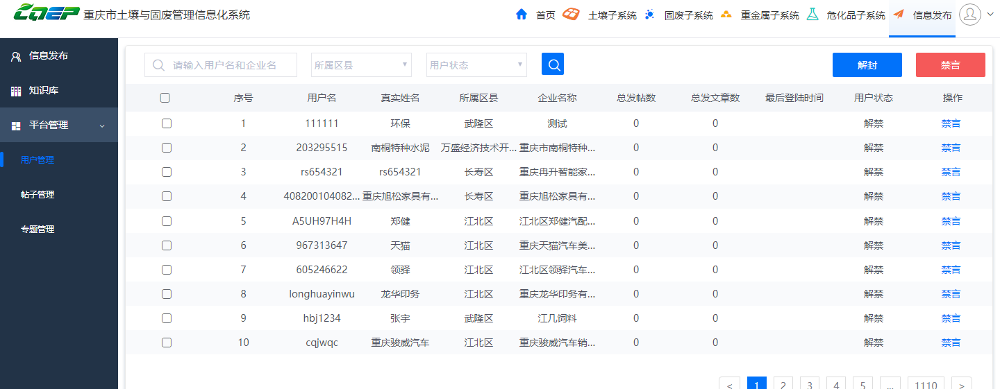 CQEP 重庆市土壤与固废管理信息化系统 首页 土壤子系统 固废子系统 重金属子系统 危化品子系统 信息发布
信息发布
知识库
平台管理
用户管理
帖子管理
专题管理
请输入用户名和企业名 所属区县 用户状态 解封 禁言
序号 用户名 真实姓名 所属区县 企业名称 总发帖数 总发文章数 最后登陆时间 用户状态 操作
1 111111 环保 武隆区 测试 0 0 解禁 禁言
2 203295515 南桐特种水泥 万盛经济技术开... 重庆市南桐特种... 0 0 解禁 禁言
3 rs654321 rs654321 长寿区 重庆冉升智能家... 0 0 解禁 禁言
4 408200104082... 重庆旭松家具有... 长寿区 重庆旭松家具有... 0 0 解禁 禁言
5 A5UH97H4H 郑健 江北区 江北区郑健汽配... 0 0 解禁 禁言
6 967313647 天猫 江北区 重庆天猫汽车美... 0 0 解禁 禁言
7 605246622 领驿 江北区 江北区领驿汽车... 0 0 解禁 禁言
8 longhuayinwu 龙华印务 江北区 重庆龙华印务有... 0 0 解禁 禁言
9 hbj1234 张宇 武隆区 江几饲料 0 0 解禁 禁言
10 cqjwqc 重庆骏威汽车 江北区 重庆骏威汽车销... 0 0 解禁 禁言
< 1 2 3 4 5 ... 1110 >